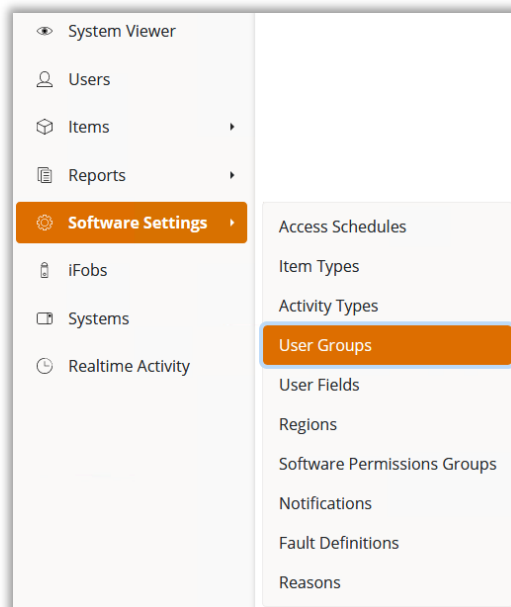 System Viewer
Users
Items
Reports
Software Settings
iFobs
Systems
Realtime Activity
Access Schedules
Item Types
Activity Types
User Groups
User Fields
Regions
Software Permissions Groups
Notifications
Fault Definitions
Reasons